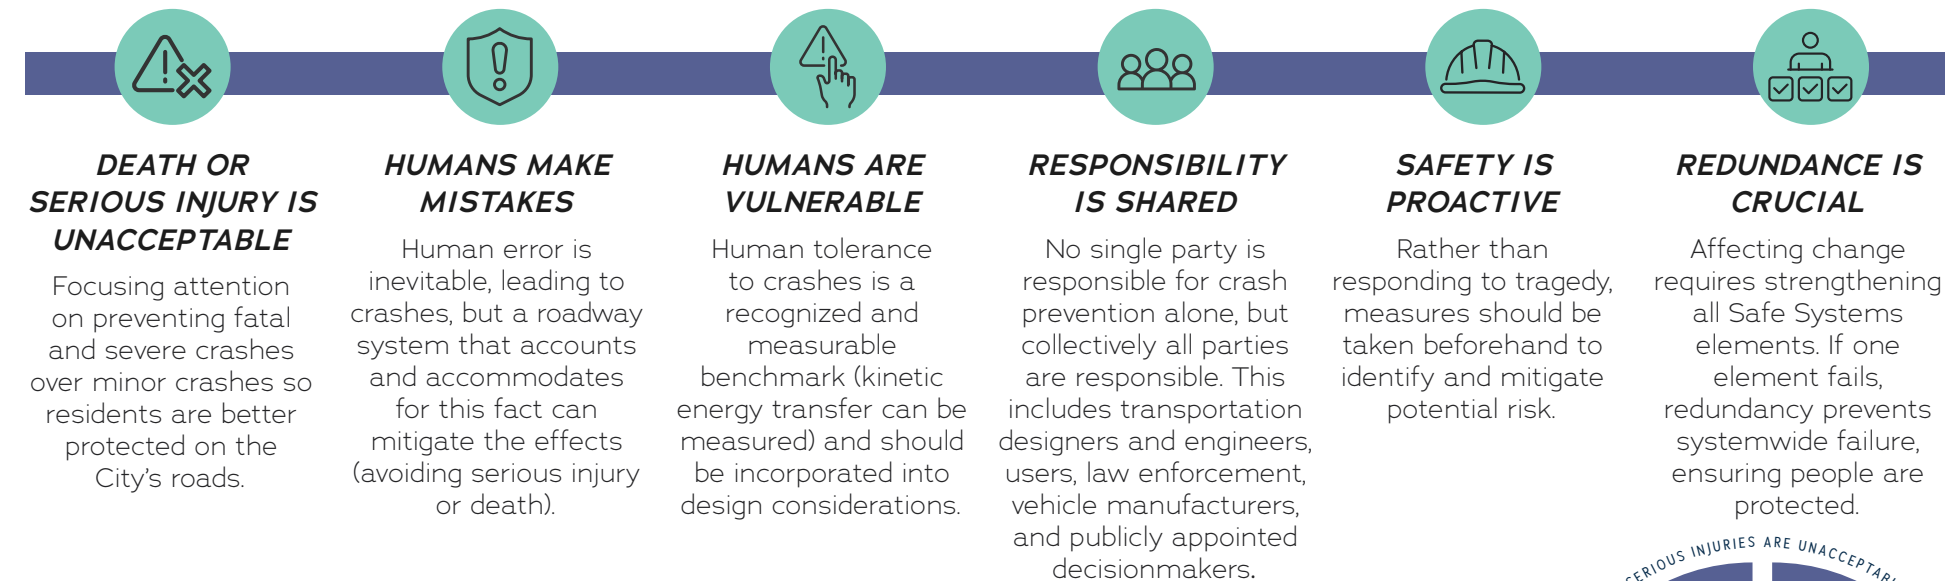 DEATH OR
SERIOUS INJURY IS
UNACCEPTABLE
Focusing attention
on preventing fatal
and severe crashes
over minor crashes so
residents are better
protected on the
City's roads.
HUMANS MAKE
MISTAKES
Human error is
inevitable, leading to
crashes, but a roadway
system that accounts
and accommodates
for this fact can
mitigate the effects
(avoiding serious injury
or death).
HUMANS ARE
VULNERABLE
Human tolerance
to crashes is a
recognized and
measurable
benchmark (kinetic
energy transfer can be
measured) and should
be incorporated into
design considerations.
RESPONSIBILITY
IS SHARED
No single party is
responsible for crash
prevention alone, but
collectively all parties
are responsible. This
includes transportation
designers and engineers,
users, law enforcement,
vehicle manufacturers,
and publicly appointed
decisionmakers.
SAFETY IS
PROACTIVE
Rather than
responding to tragedy,
measures should be
taken beforehand to
identify and mitigate
potential risk.
REDUNDANCE IS
CRUCIAL
Affecting change
requires strengthening
all Safe Systems
elements. If one
element fails,
redundancy prevents
systemwide failure,
ensuring people are
protected.
SERIOUS INJURIES ARE